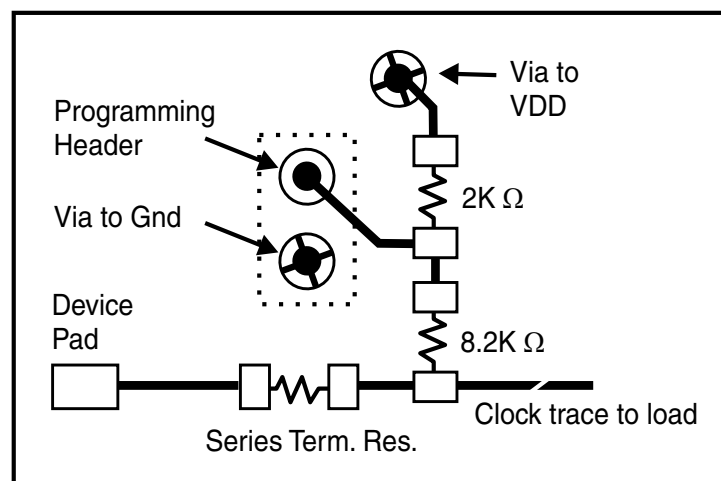 Via to
VDD
Programming
Header
2K Ω
Via to Gnd
Device
Pad
8.2K Ω
Clock trace to load
Series Term. Res.